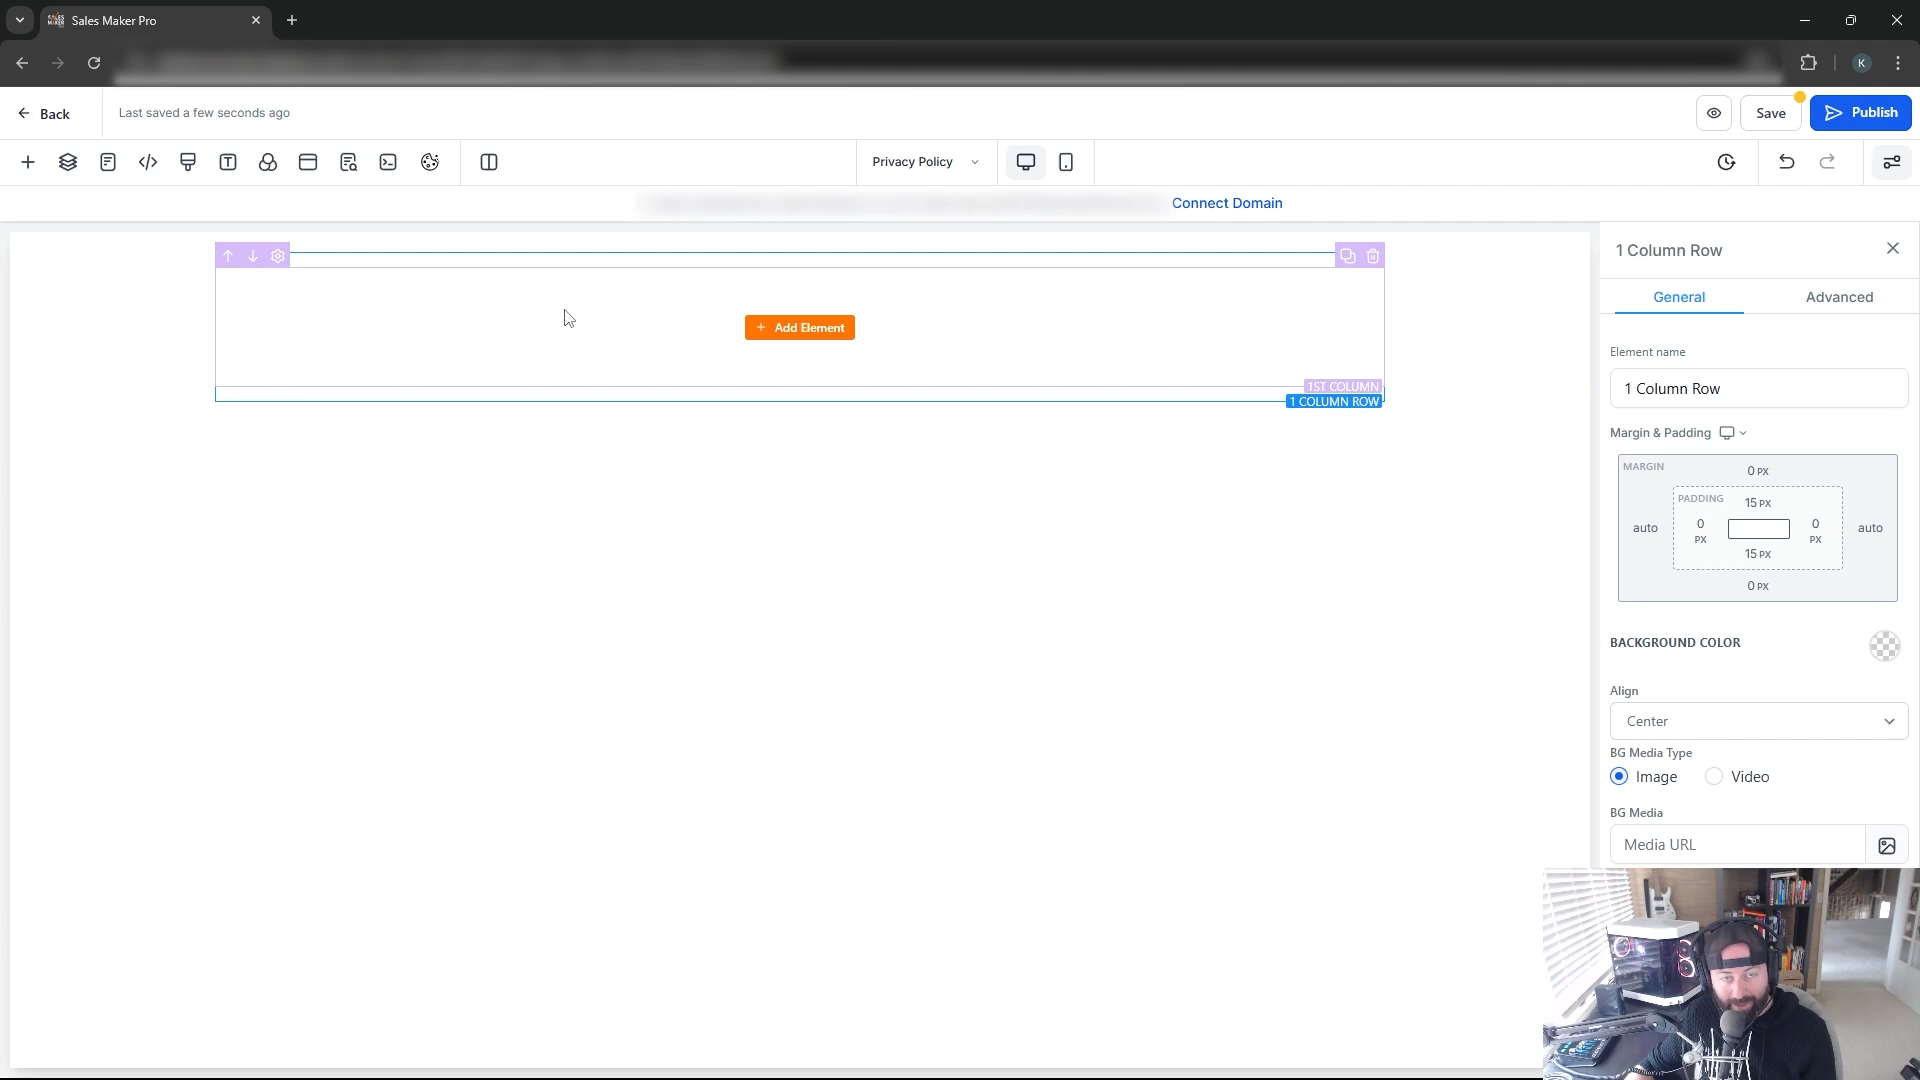 Sales Maker Pro
K
Back
Last saved a few seconds ago
Save
Publish
Privacy Policy
Connect Domain
Add Element
1ST COLUMN
1 COLUMN ROW
1 Column Row
General
Advanced
Element name
1 Column Row
Margin & Padding
MARGIN
0 PX
PADDING
15 PX
auto
0 PX
0 PX
auto
15 PX
0 PX
BACKGROUND COLOR
Align
Center
BG Media Type
Image
Video
BG Media
Media URL